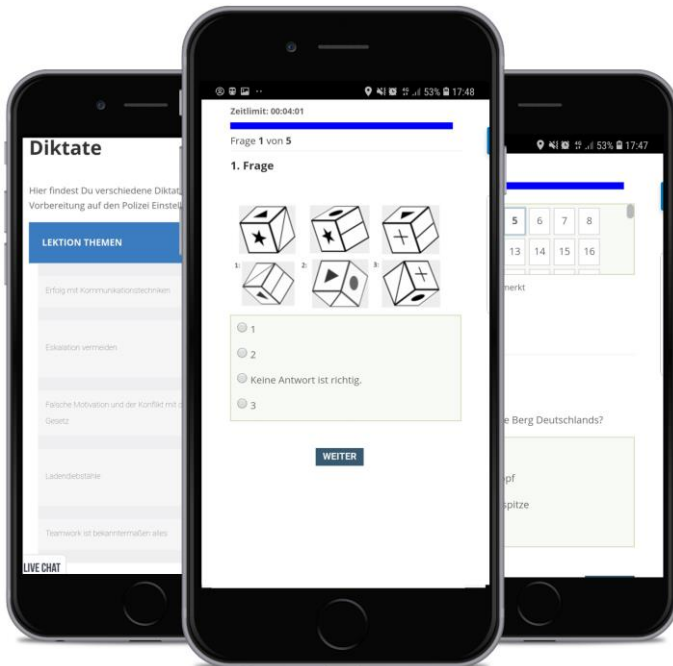 Diktate
Hier findest Du verschiedene
Vorbereitung auf den Polizei
LEKTION THEMEN
Erfolg mit Kommunikationstechniken
Eskalation vermeiden
Falsche Motivation und der Konflikt mit
Gesetz
Ladendiebstähle
Teamwork ist bekanntermaßen alles
LIVE CHAT
53% 17:48
Zeitlimit: 00:04:01
Frage 1 von 5
1. Frage
1: 2: 3:
1
2
Keine Antwort ist richtig.
3
WEITER
53% 17:47
5 6 7 8
13 14 15 16
merkt
e Berg Deutschlands?
pf
spitze